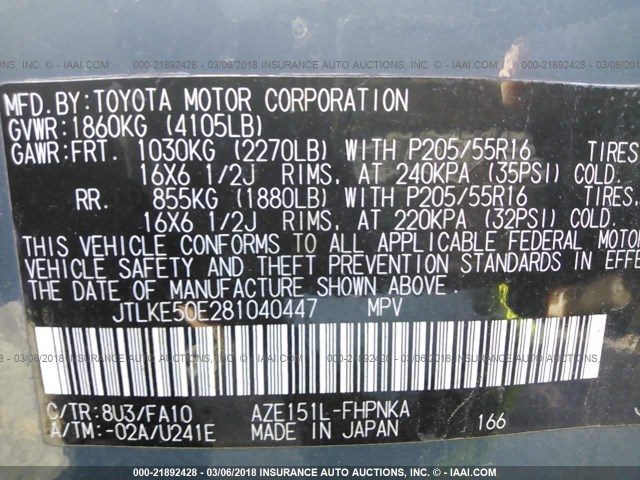 000-21892428 - 03/06/2018 INSURANCE AUTO AUCTIONS, INC. - © IAAI.COM
MFD.BY:TOYOTA MOTOR CORPORATION
GVWR:1860KG (4105LB)
GAWR:FRT. 1030KG (2270LB) WITH P205/55R16 TIRES
16X6 1/2J RIMS, AT 240KPA (35PSI) COLD.
RR. 855KG (1880LB) WITH P205/55R16 TIRES,
16X6 1/2J RIMS, AT 220KPA (32PSI) COLD.
THIS VEHICLE CONFORMS TO ALL APPLICABLE FEDERAL MOTO
VEHICLE SAFETY AND THEFT PREVENTION STANDARDS IN EFFE
THE DATE OF MANUFACTURE SHOWN ABOVE.
JTLKE50E281040447 MPV
C/TR:8U3/FA10 AZE151L-FHPNKA
A/TM:-02A/U241E MADE IN JAPAN 166
000-21892428 - 03/06/2018 INSURANCE AUTO AUCTIONS, INC. - © IAAI.COM